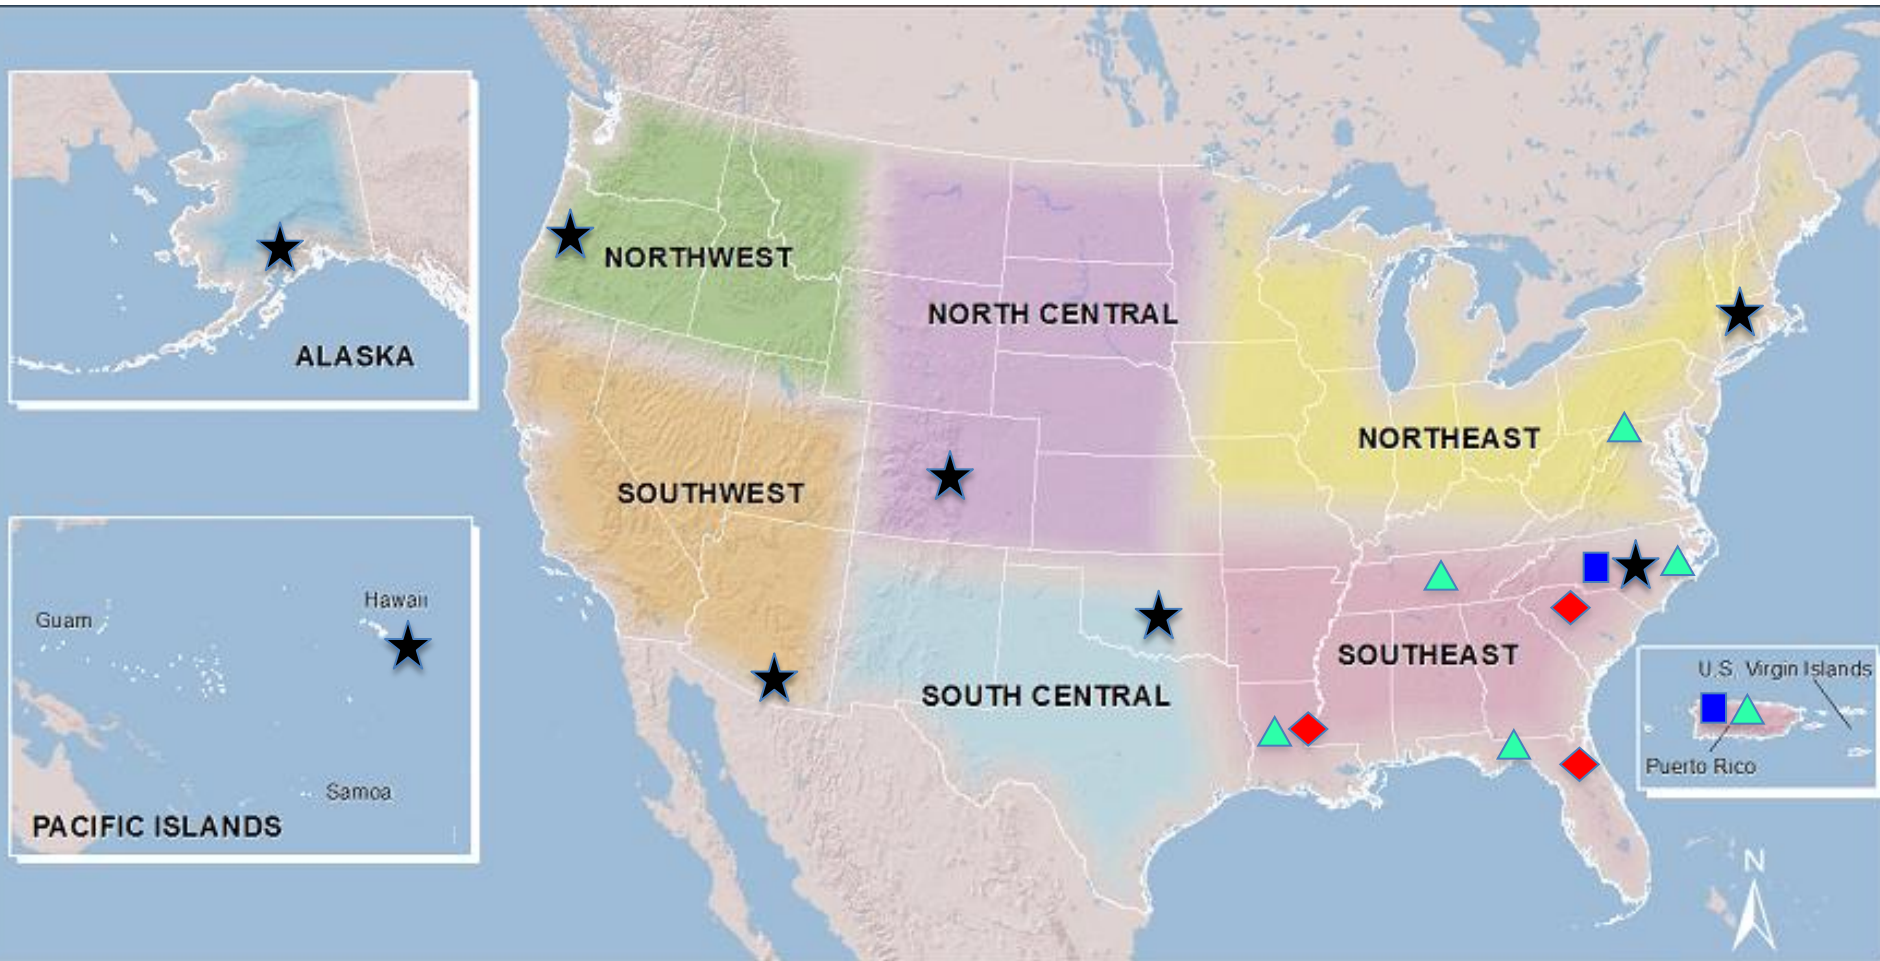 ALASKA
NORTHWEST
NORTH CENTRAL
NORTHEAST
SOUTHWEST
Guam
Hawaii
SOUTHEAST
SOUTH CENTRAL
U.S. Virgin Islands
Puerto Rico
Samoa
PACIFIC ISLANDS
N